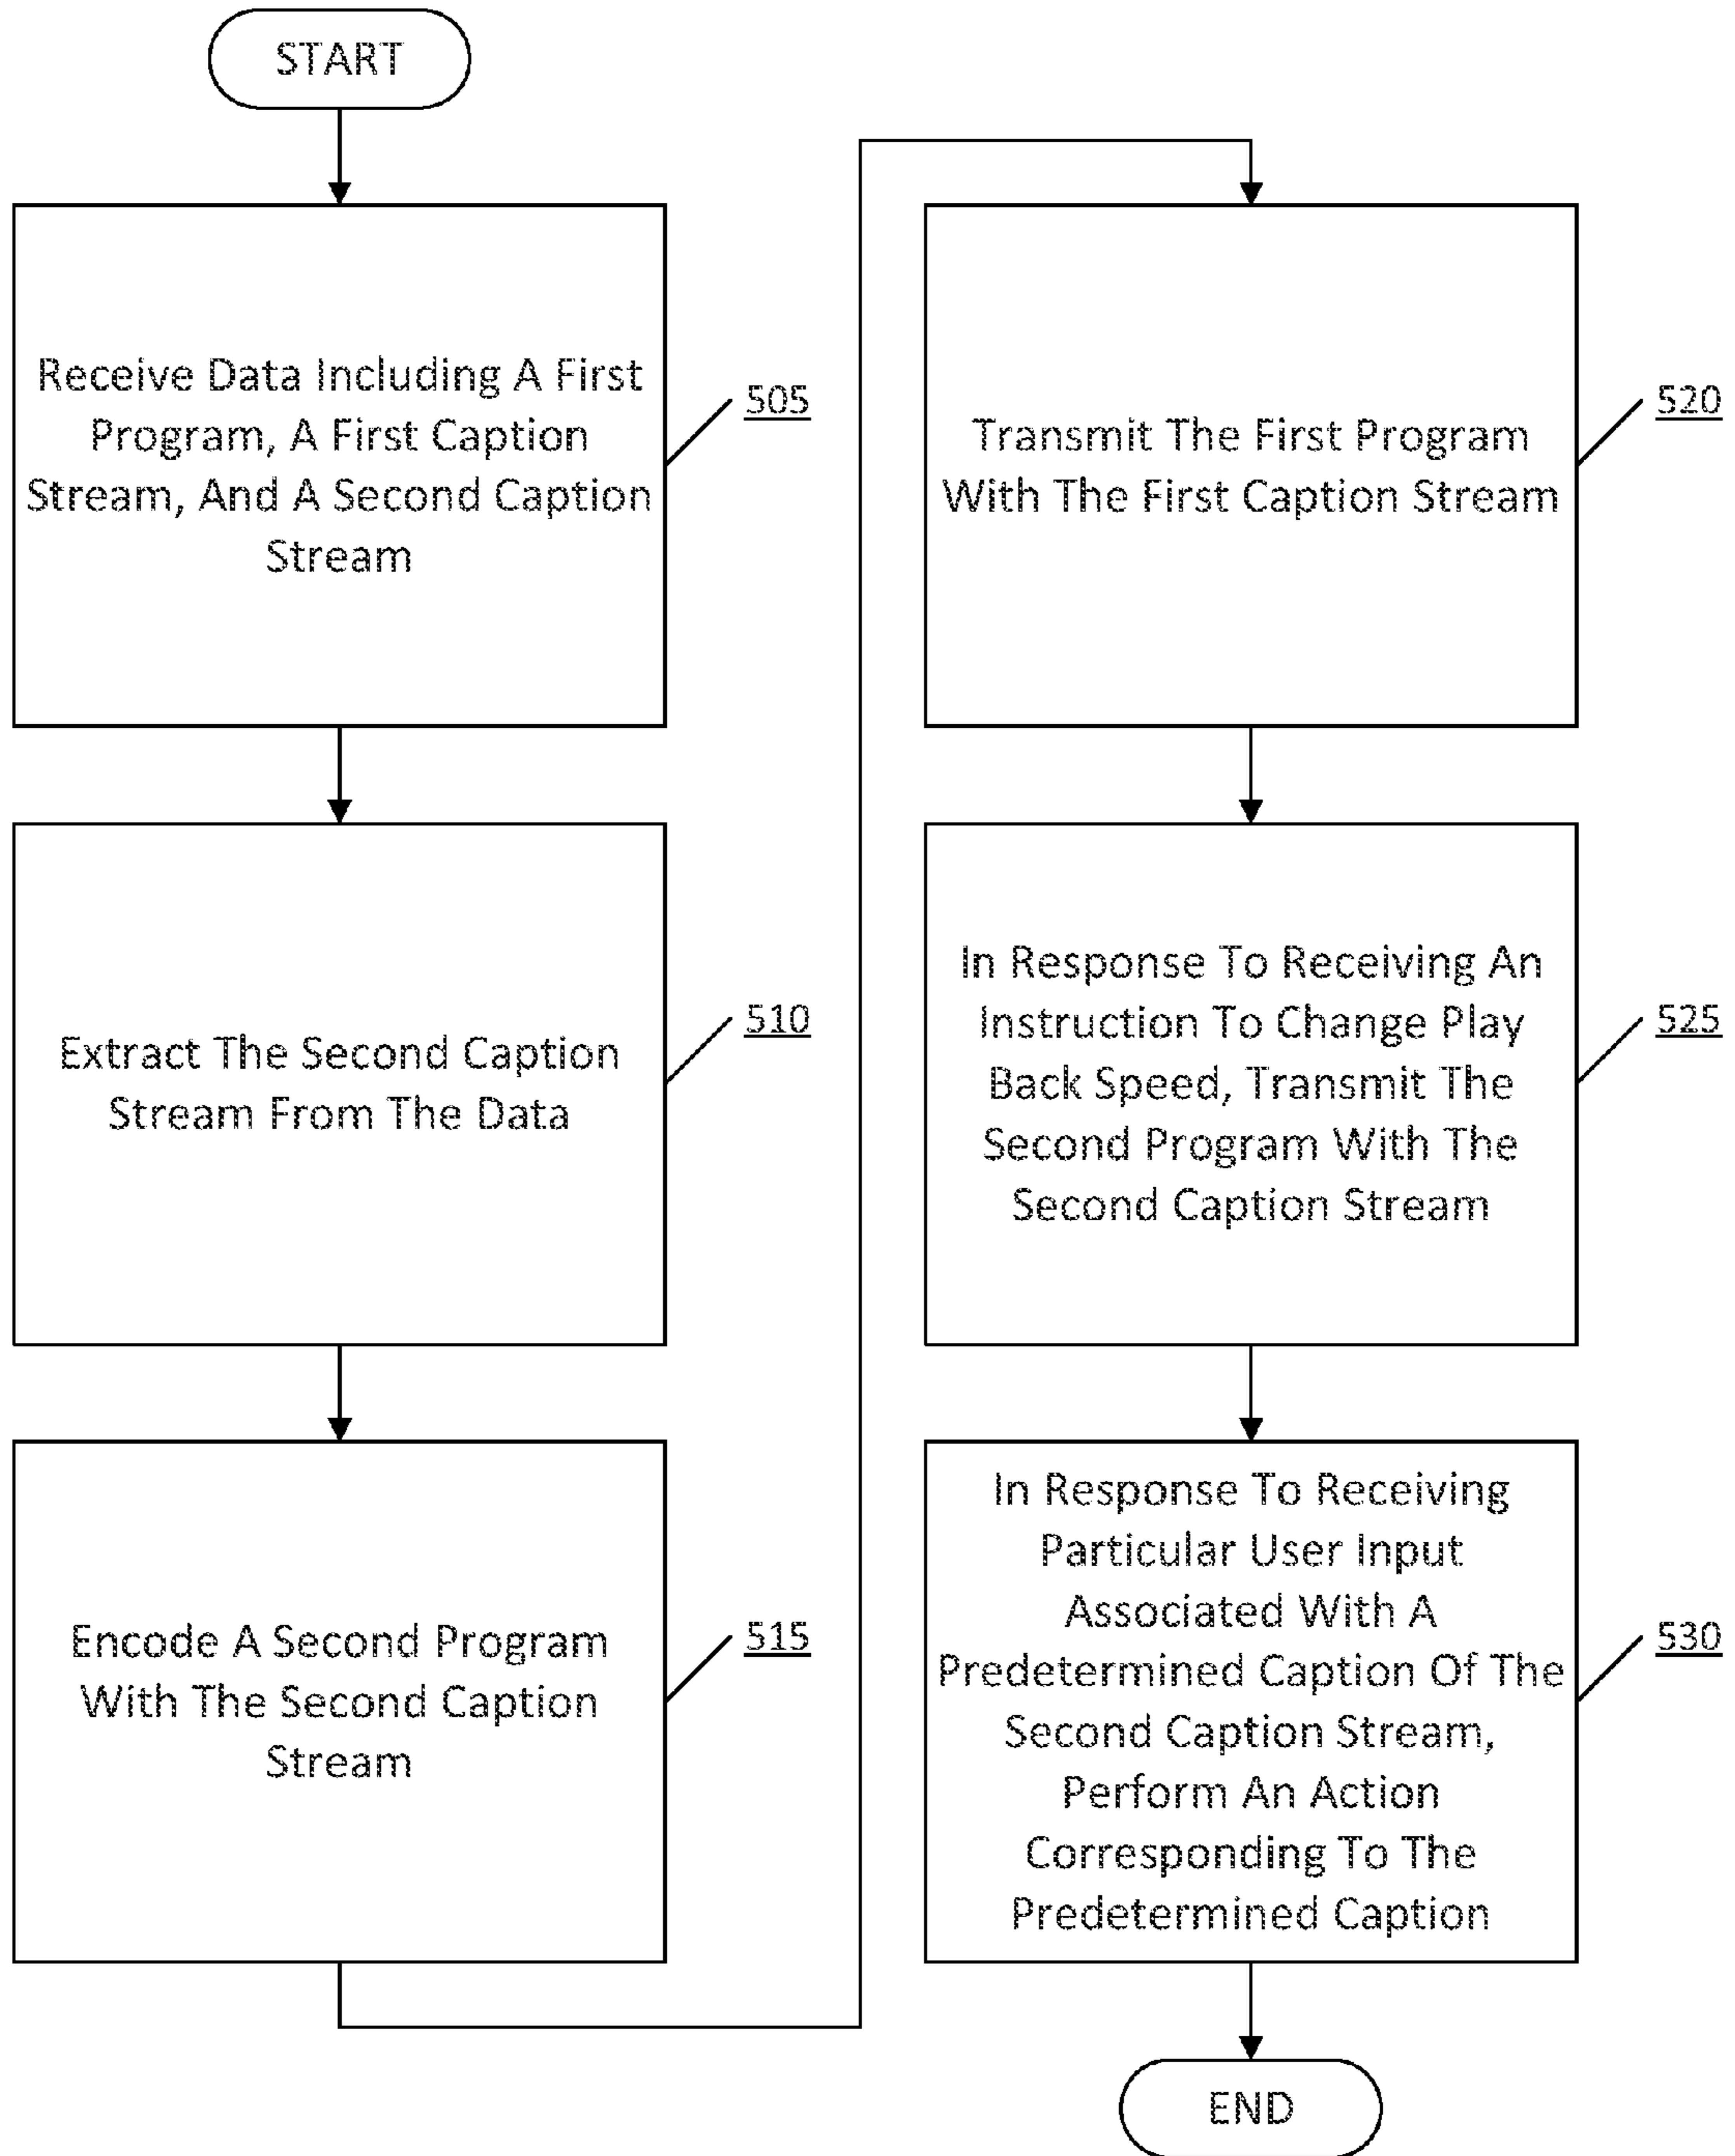 START
Receive Data Including A First
Program, A First Caption
Stream, And A Second Caption
Stream
505
Extract The Second Caption
Stream From The Data
510
Encode A Second Program
With The Second Caption
Stream
515
Transmit The First Program
With The First Caption Stream
520
In Response To Receiving An
Instruction To Change Play
Back Speed, Transmit The
Second Program With The
Second Caption Stream
525
In Response To Receiving
Particular User Input
Associated With A
Predetermined Caption Of The
Second Caption Stream,
Perform An Action
Corresponding To The
Predetermined Caption
530
END